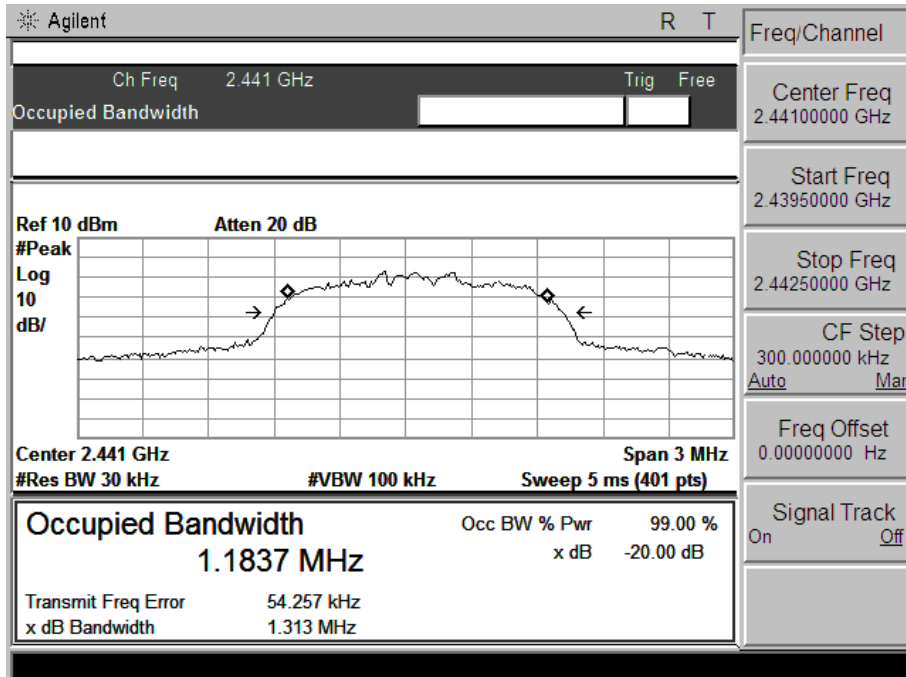 Agilent R T
Ch Freq 2.441 GHz Trig Free
Occupied Bandwidth
Ref 10 dBm Atten 20 dB
#Peak
Log
10
dB/
Center 2.441 GHz Span 3 MHz
#Res BW 30 kHz #VBW 100 kHz Sweep 5 ms (401 pts)
Occupied Bandwidth Occ BW % Pwr 99.00 %
1.1837 MHz x dB -20.00 dB
Transmit Freq Error 54.257 kHz
x dB Bandwidth 1.313 MHz
Freq/Channel
Center Freq
2.44100000 GHz
Start Freq
2.43950000 GHz
Stop Freq
2.44250000 GHz
CF Step
300.000000 kHz
Auto Mar
Freq Offset
0.00000000 Hz
Signal Track
On Off